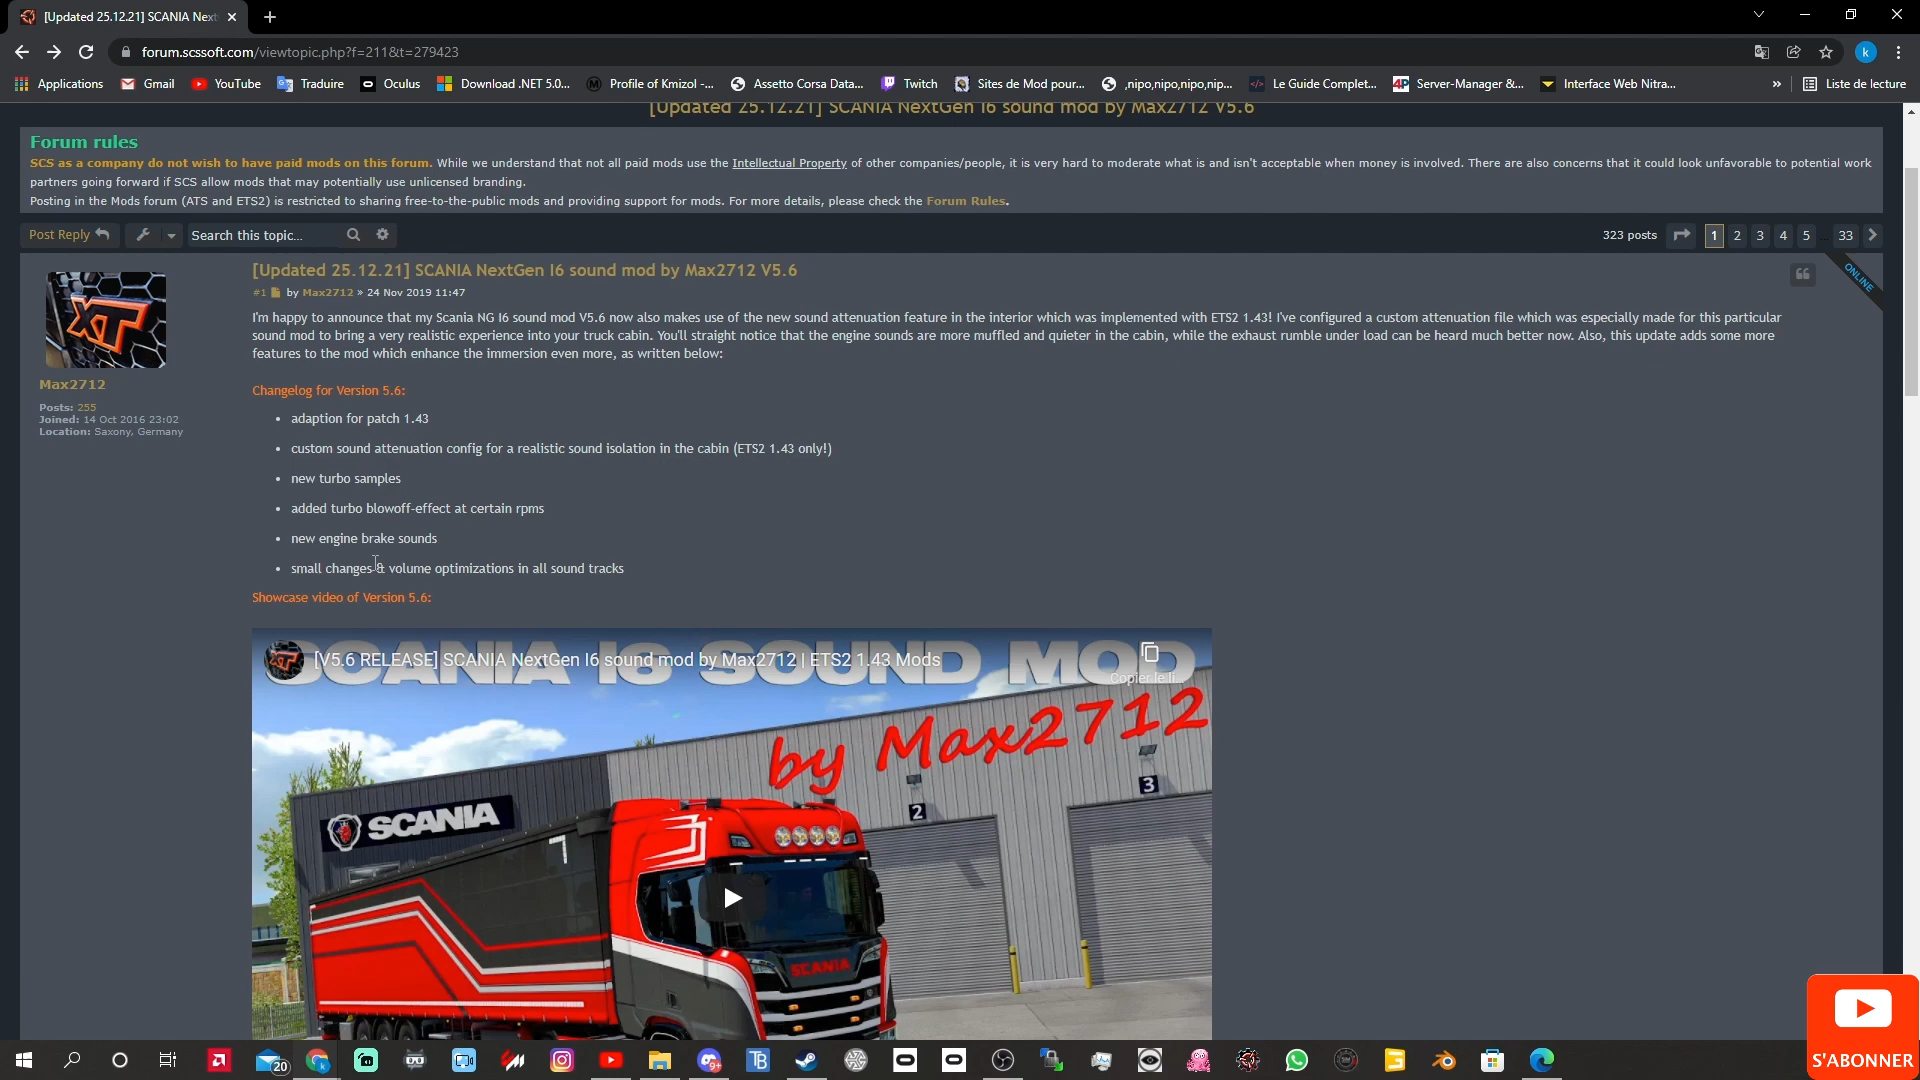 [Updated 25.12.21] SCANIA Next
forum.scssoft.com/viewtopic.php?f=211&t=279423
k
Applications Gmail YouTube Traduire Oculus Download .NET 5.0... Profile of Kmizol -... Assetto Corsa Data... Twitch Sites de Mod pour... ,nipo,nipo,nipo,nip... Le Guide Complet... 4P Server-Manager &... Interface Web Nitra... » Liste de lecture
[Updated 25.12.21] SCANIA NextGen I6 sound mod by Max2712 V5.6
Forum rules
SCS as a company do not wish to have paid mods on this forum. While we understand that not all paid mods use the Intellectual Property of other companies/people, it is very hard to moderate what is and isn't acceptable when money is involved. There are also concerns that it could look unfavorable to potential work
partners going forward if SCS allow mods that may potentially use unlicensed branding.
Posting in the Mods forum (ATS and ETS2) is restricted to sharing free-to-the-public mods and providing support for mods. For more details, please check the Forum Rules.
Post Reply Search this topic... 323 posts 1 2 3 4 5 … 33
[Updated 25.12.21] SCANIA NextGen I6 sound mod by Max2712 V5.6
ONLINE
#1 by Max2712 » 24 Nov 2019 11:47
I'm happy to announce that my Scania NG I6 sound mod V5.6 now also makes use of the new sound attenuation feature in the interior which was implemented with ETS2 1.43! I've configured a custom attenuation file which was especially made for this particular
sound mod to bring a very realistic experience into your truck cabin. You'll straight notice that the engine sounds are more muffled and quieter in the cabin, while the exhaust rumble under load can be heard much better now. Also, this update adds some more
features to the mod which enhance the immersion even more, as written below:
XT
Max2712
Posts: 255
Joined: 14 Oct 2016 23:02
Location: Saxony, Germany
Changelog for Version 5.6:
• adaption for patch 1.43
• custom sound attenuation config for a realistic sound isolation in the cabin (ETS2 1.43 only!)
• new turbo samples
• added turbo blowoff-effect at certain rpms
• new engine brake sounds
• small changes & volume optimizations in all sound tracks
Showcase video of Version 5.6:
SCANIA I6 SOUND MOD
XT [V5.6 RELEASE] SCANIA NextGen I6 sound mod by Max2712 | ETS2 1.43 Mods
Copier le li...
by Max2712
SCANIA
2
3
SCANIA
20 9+ TB
S'ABONNER